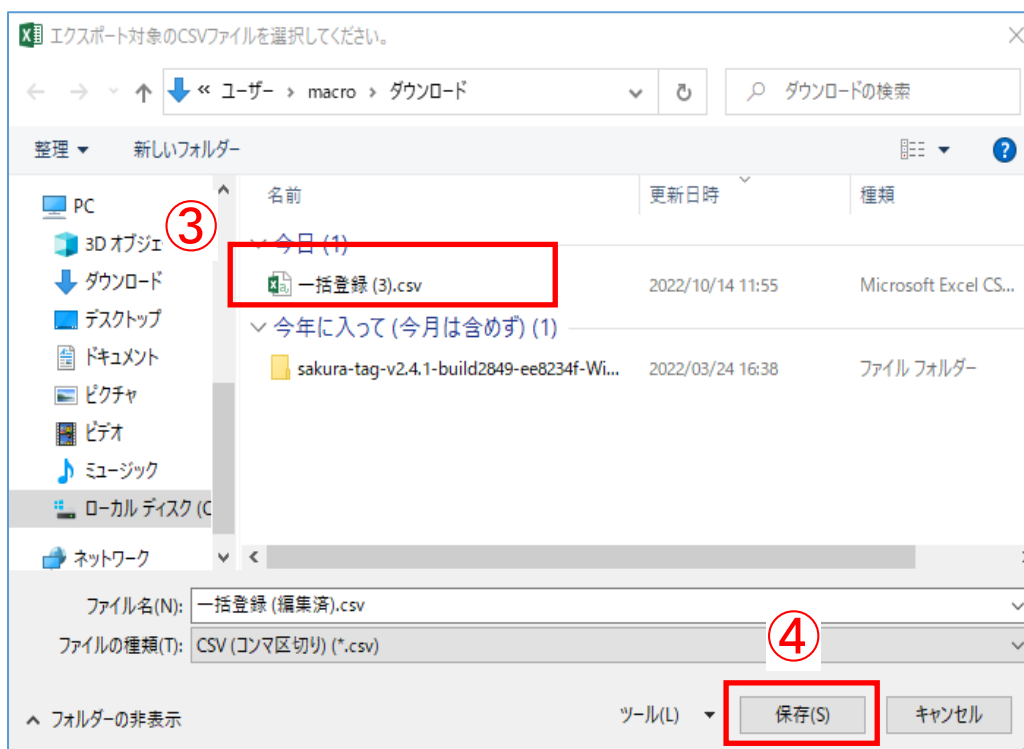 エクスポート対象のCSVファイルを選択してください。
« ユーザー › macro › ダウンロード
ダウンロードの検索
整理 新しいフォルダー
?
名前 更新日時 種類
PC
③
3D オブジェ
ダウンロード
デスクトップ
ドキュメント
ピクチャ
ビデオ
ミュージック
ローカル ディスク (C
ネットワーク
今日 (1)
一括登録 (3).csv 2022/10/14 11:55 Microsoft Excel CS...
今年に入って (今月は含めず) (1)
sakura-tag-v2.4.1-build2849-ee8234f-Wi... 2022/03/24 16:38 ファイル フォルダー
ファイル名(N): 一括登録 (編集済).csv
ファイルの種類(T): CSV (コンマ区切り) (*.csv)
④
フォルダーの非表示 ツール(L) 保存(S) キャンセル